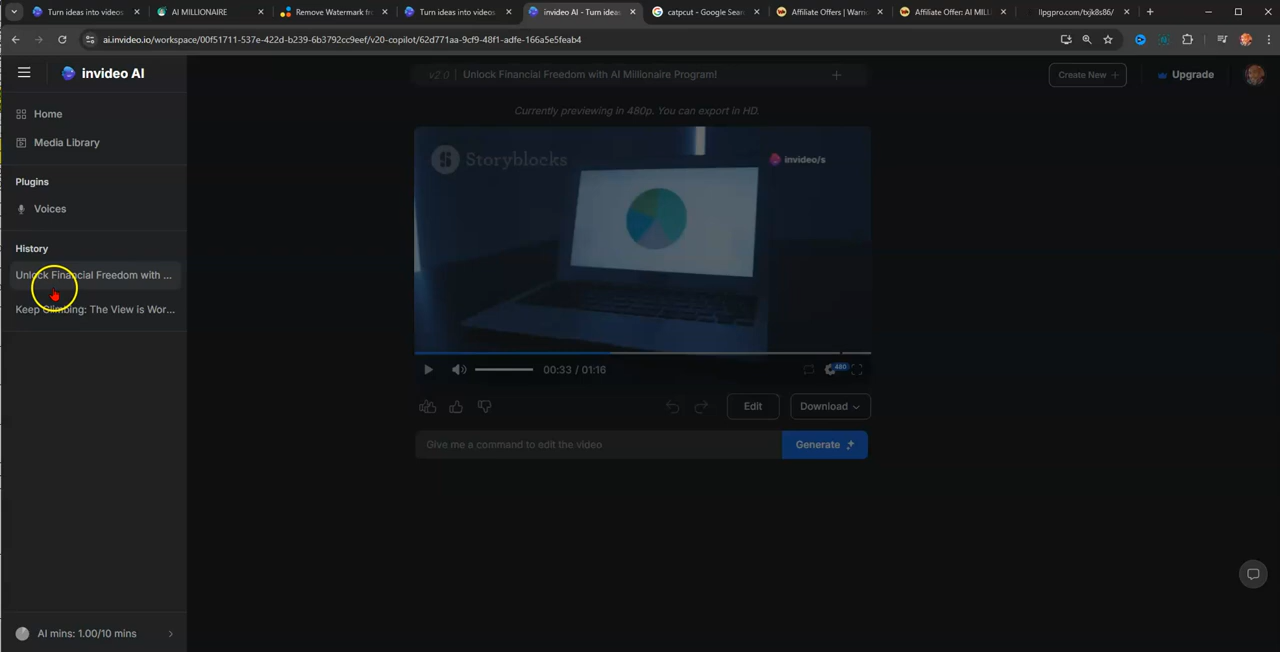 Turn ideas into videos
AI MILLIONAIRE
Remove Watermark fr
Turn ideas into videos
invideo AI - Turn ideas
catpcut - Google Sear
Affiliate Offers | Warri
Affiliate Offer: AI MILL
llpgpro.com/txjk8s86/
ai.invideo.io/workspace/00f51711-537e-422d-b239-6b3792cc9eef/v20-copilot/62d771aa-9cf9-48f1-adfe-166a5e5feab4
invideo AI
v2.0 | Unlock Financial Freedom with AI Millionaire Program!
Create New +
Upgrade
Currently previewing in 480p. You can export in HD.
Home
Media Library
Plugins
Voices
History
Unlock Financial Freedom with ...
Keep Climbing: The View is Wor...
S Storyblocks
invideo/s
00:33 / 01:16
480
Edit
Download
Give me a command to edit the video
Generate
AI mins: 1.00/10 mins